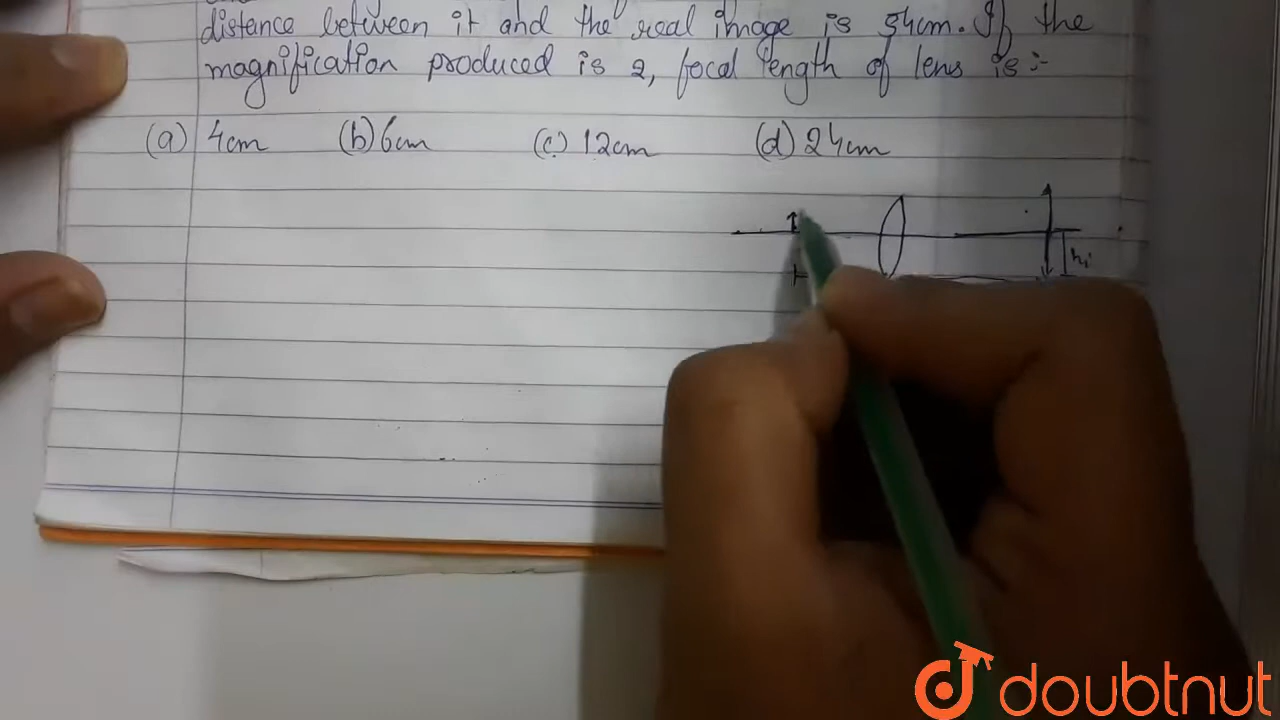 distance between it and the real image is 54cm. If the
magnification produced is 2, focal length of lens is :-
(a) 4cm (b) 6cm (c) 12cm (d) 24cm
hi
doubtnut